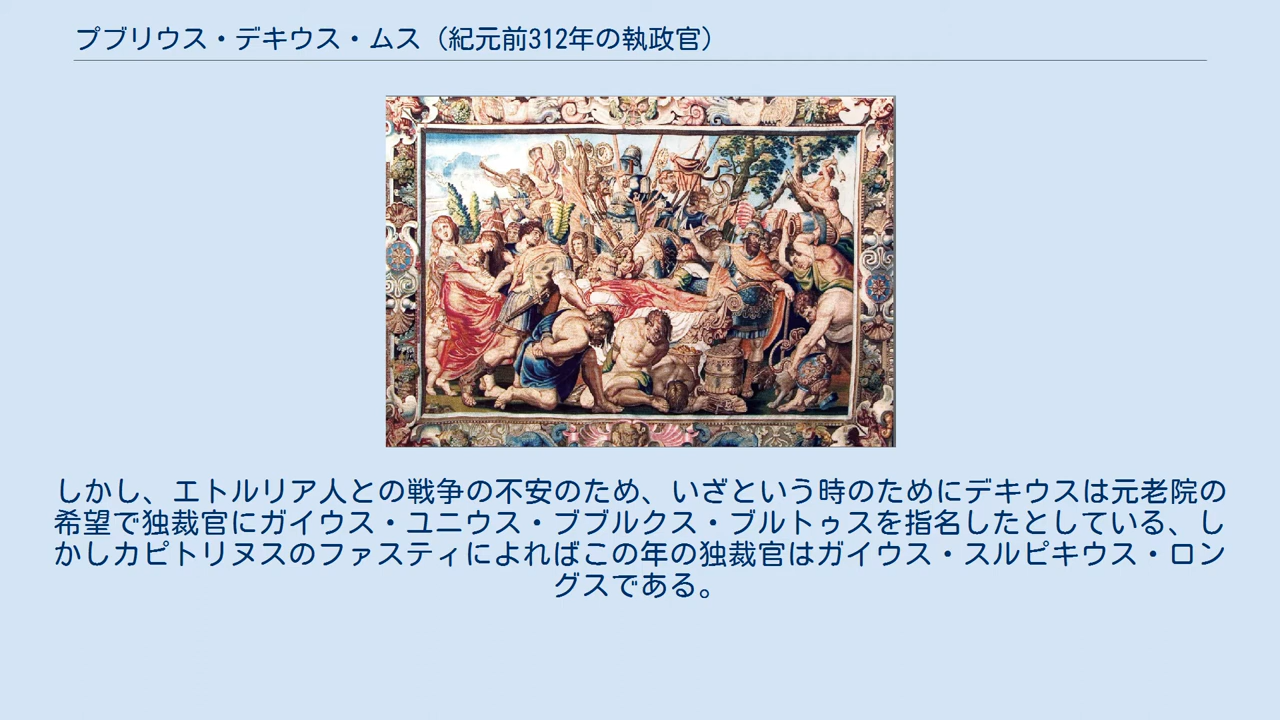 プブリウス・デキウス・ムス（紀元前312年の執政官）
しかし、エトルリア人との戦争の不安のため、いざという時のためにデキウスは元老院の
希望で独裁官にガイウス・ユニウス・ブブルクス・ブルトゥスを指名したとしている、し
かしカピトリヌスのファスティによればこの年の独裁官はガイウス・スルピキウス・ロン
グスである。